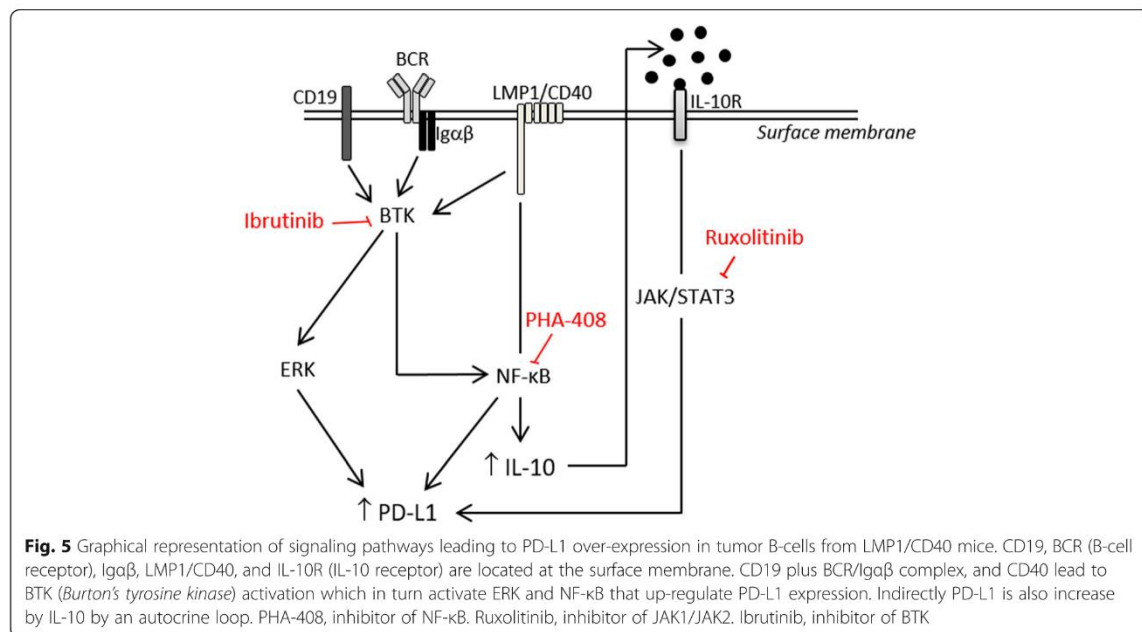 BCR
CD19
LMP1/CD40
IL-10R
Igαβ
Surface membrane
Ibrutinib
BTK
Ruxolitinib
JAK/STAT3
PHA-408
ERK
NF-κB
↑ IL-10
↑ PD-L1
Fig. 5 Graphical representation of signaling pathways leading to PD-L1 over-expression in tumor B-cells from LMP1/CD40 mice. CD19, BCR (B-cell
receptor), Igαβ, LMP1/CD40, and IL-10R (IL-10 receptor) are located at the surface membrane. CD19 plus BCR/Igαβ complex, and CD40 lead to
BTK (Burton's tyrosine kinase) activation which in turn activate ERK and NF-κB that up-regulate PD-L1 expression. Indirectly PD-L1 is also increase
by IL-10 by an autocrine loop. PHA-408, inhibitor of NF-κB. Ruxolitinib, inhibitor of JAK1/JAK2. Ibrutinib, inhibitor of BTK